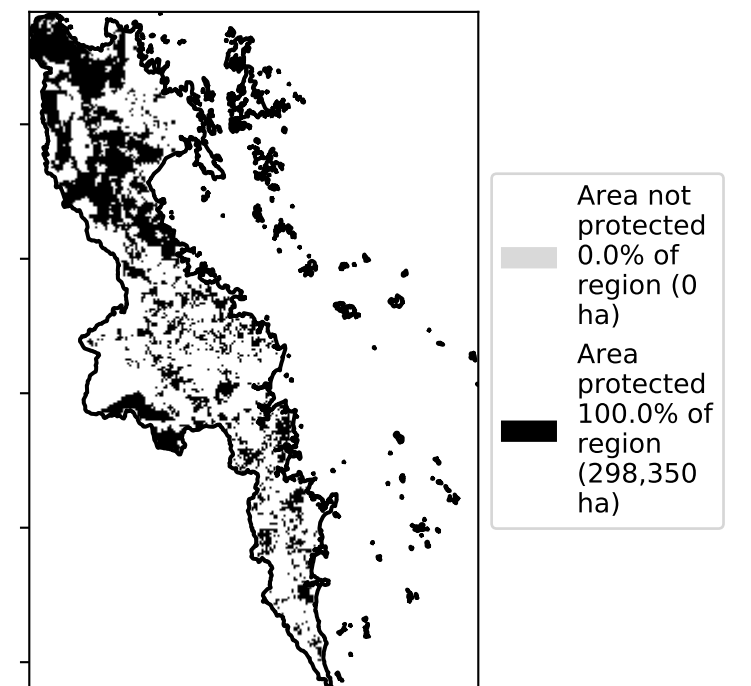 Area not
protected
0.0% of
region (0
ha)
Area
protected
100.0% of
region
(298,350
ha)